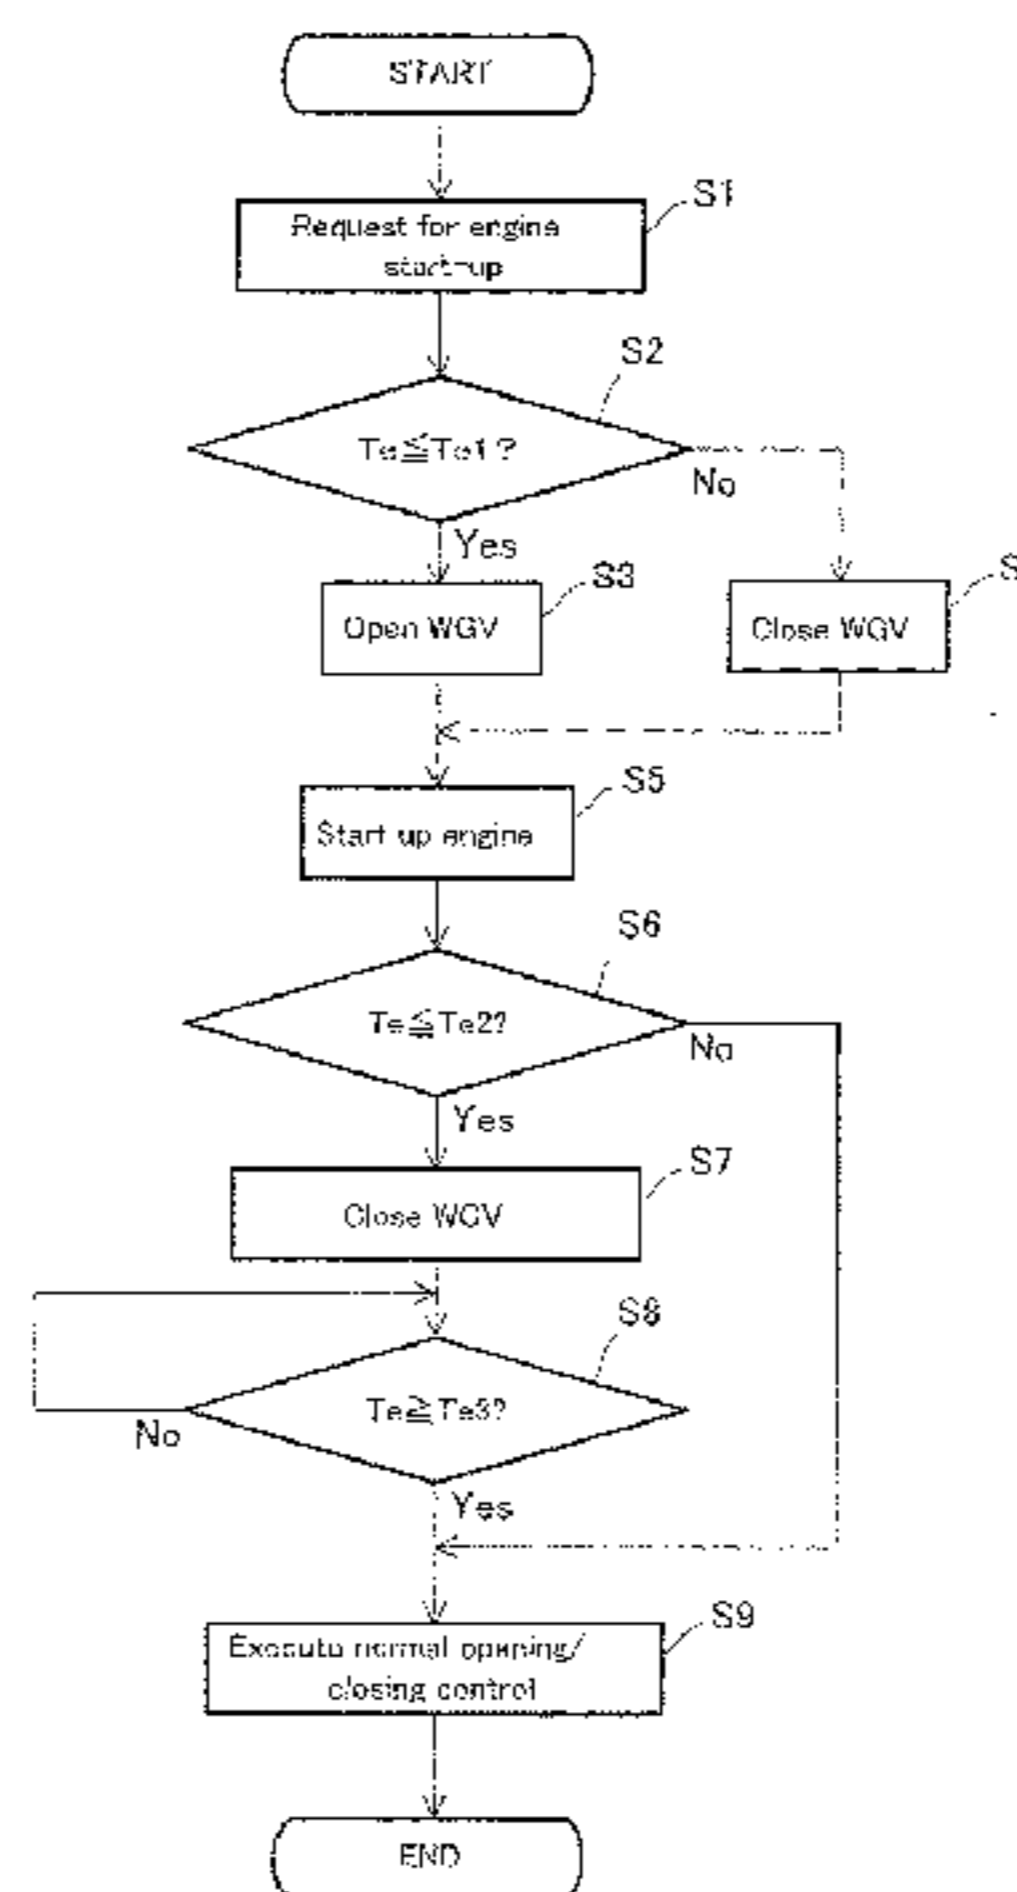 START
S1
Request for engine
start-up
S2
Te≦Te1?
No
Yes
S3
Open WGV
S
Close WGV
S5
Start up engine
S6
Te≦Te2?
No
Yes
S7
Close WGV
S8
Te≧Te3?
No
Yes
S9
Execute normal opening/
closing control
END